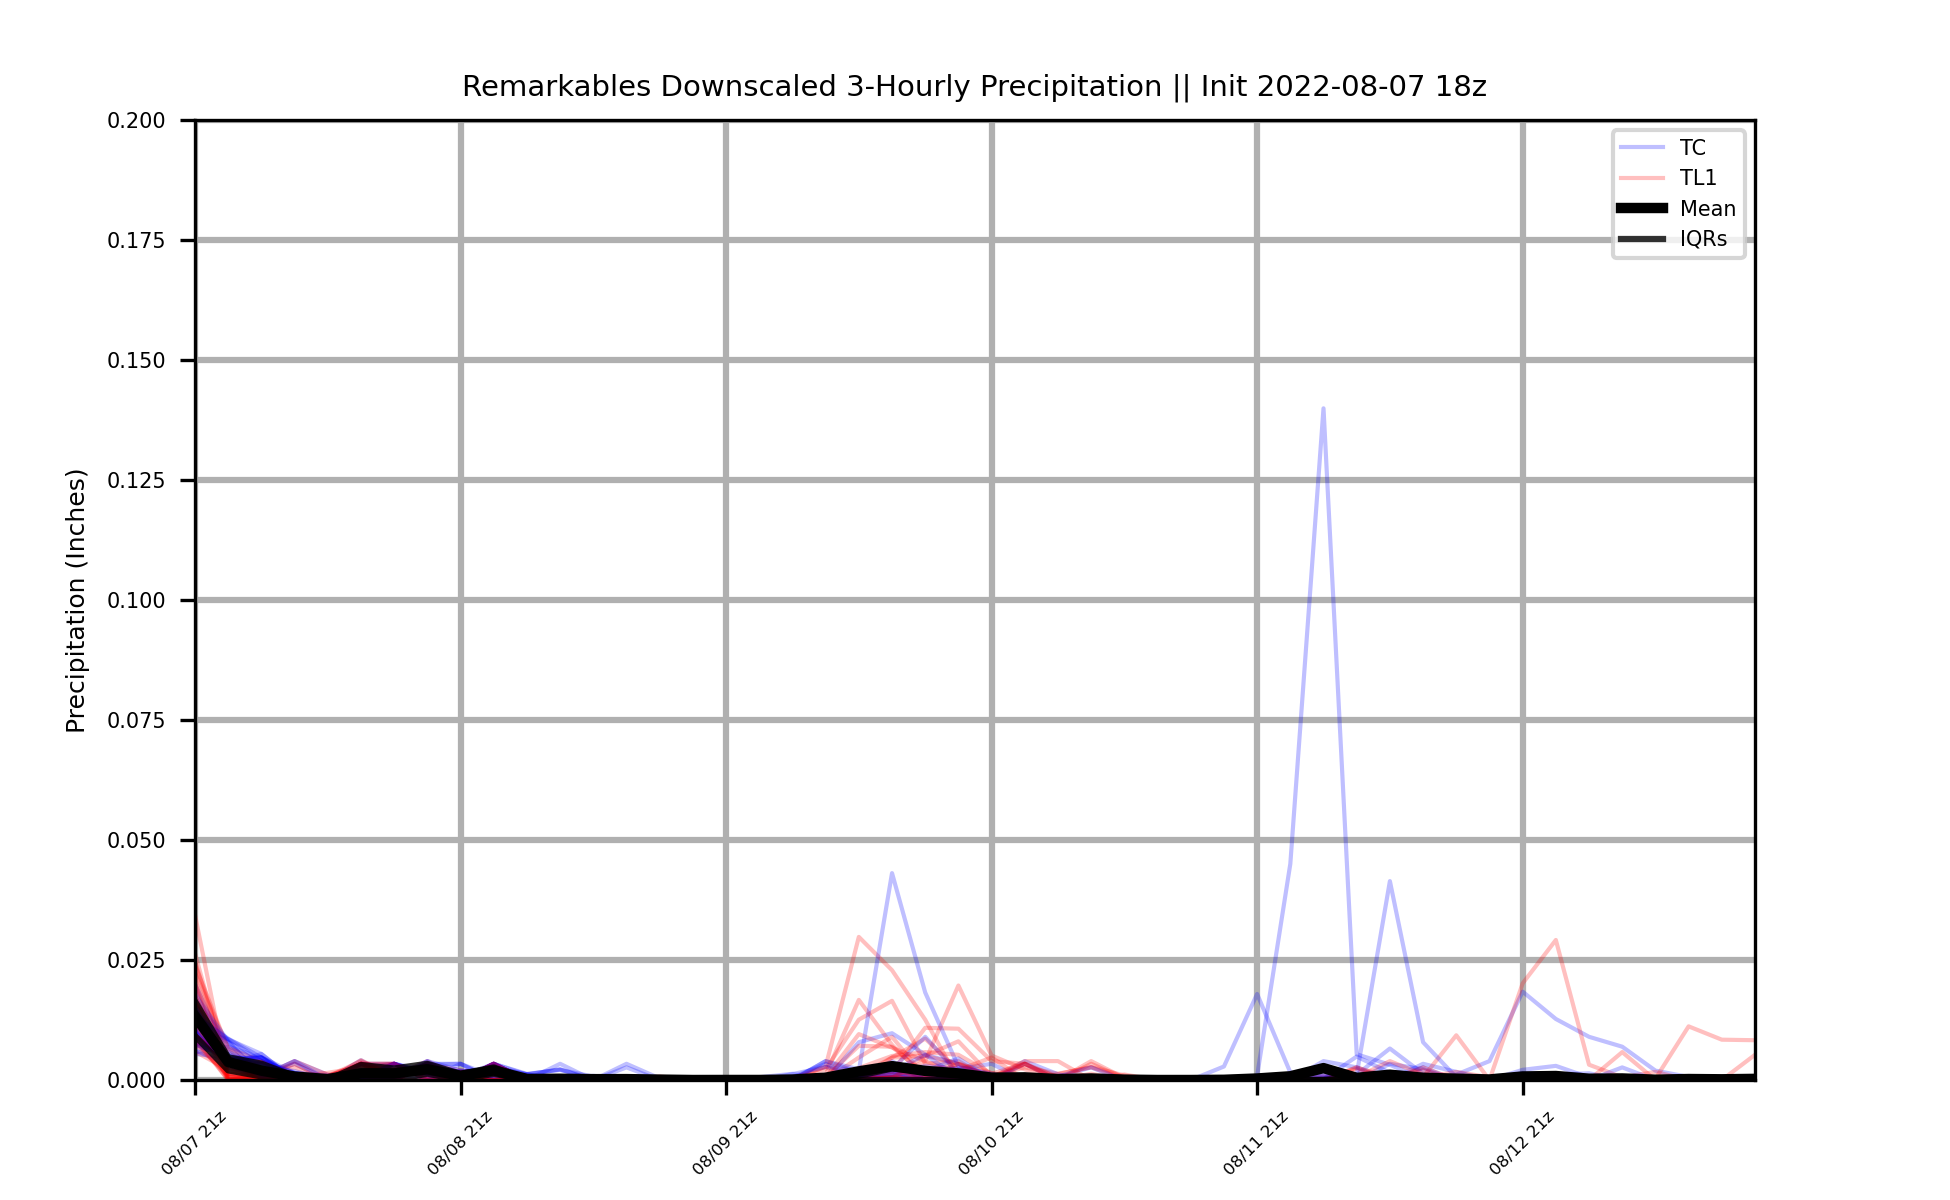 Remarkables Downscaled 3-Hourly Precipitation || Init 2022-08-07 18z
0.200
0.175
0.150
0.125
0.100
0.075
0.050
0.025
0.000
Precipitation (Inches)
TC
TL1
Mean
IQRs
08/07 21z
08/08 21z
08/09 21z
08/10 21z
08/11 21z
08/12 21z